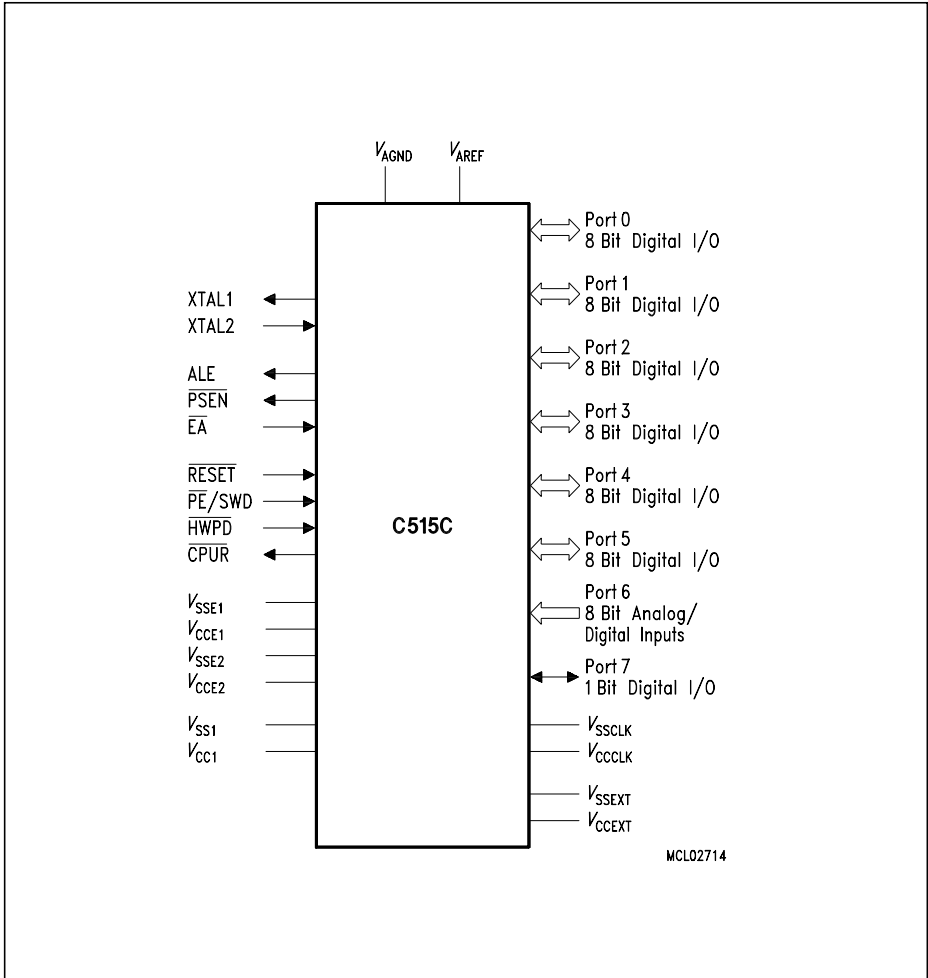 VAGND VAREF
XTAL1
XTAL2
ALE
PSEN
EA
RESET
PE/SWD
HWPD
CPUR
VSSE1
VCCE1
VSSE2
VCCE2
VSS1
VCC1
C515C
Port 0
8 Bit Digital I/O
Port 1
8 Bit Digital I/O
Port 2
8 Bit Digital I/O
Port 3
8 Bit Digital I/O
Port 4
8 Bit Digital I/O
Port 5
8 Bit Digital I/O
Port 6
8 Bit Analog/
Digital Inputs
Port 7
1 Bit Digital I/O
VSSCLK
VCCCLK
VSSEXT
VCCEXT
MCL02714